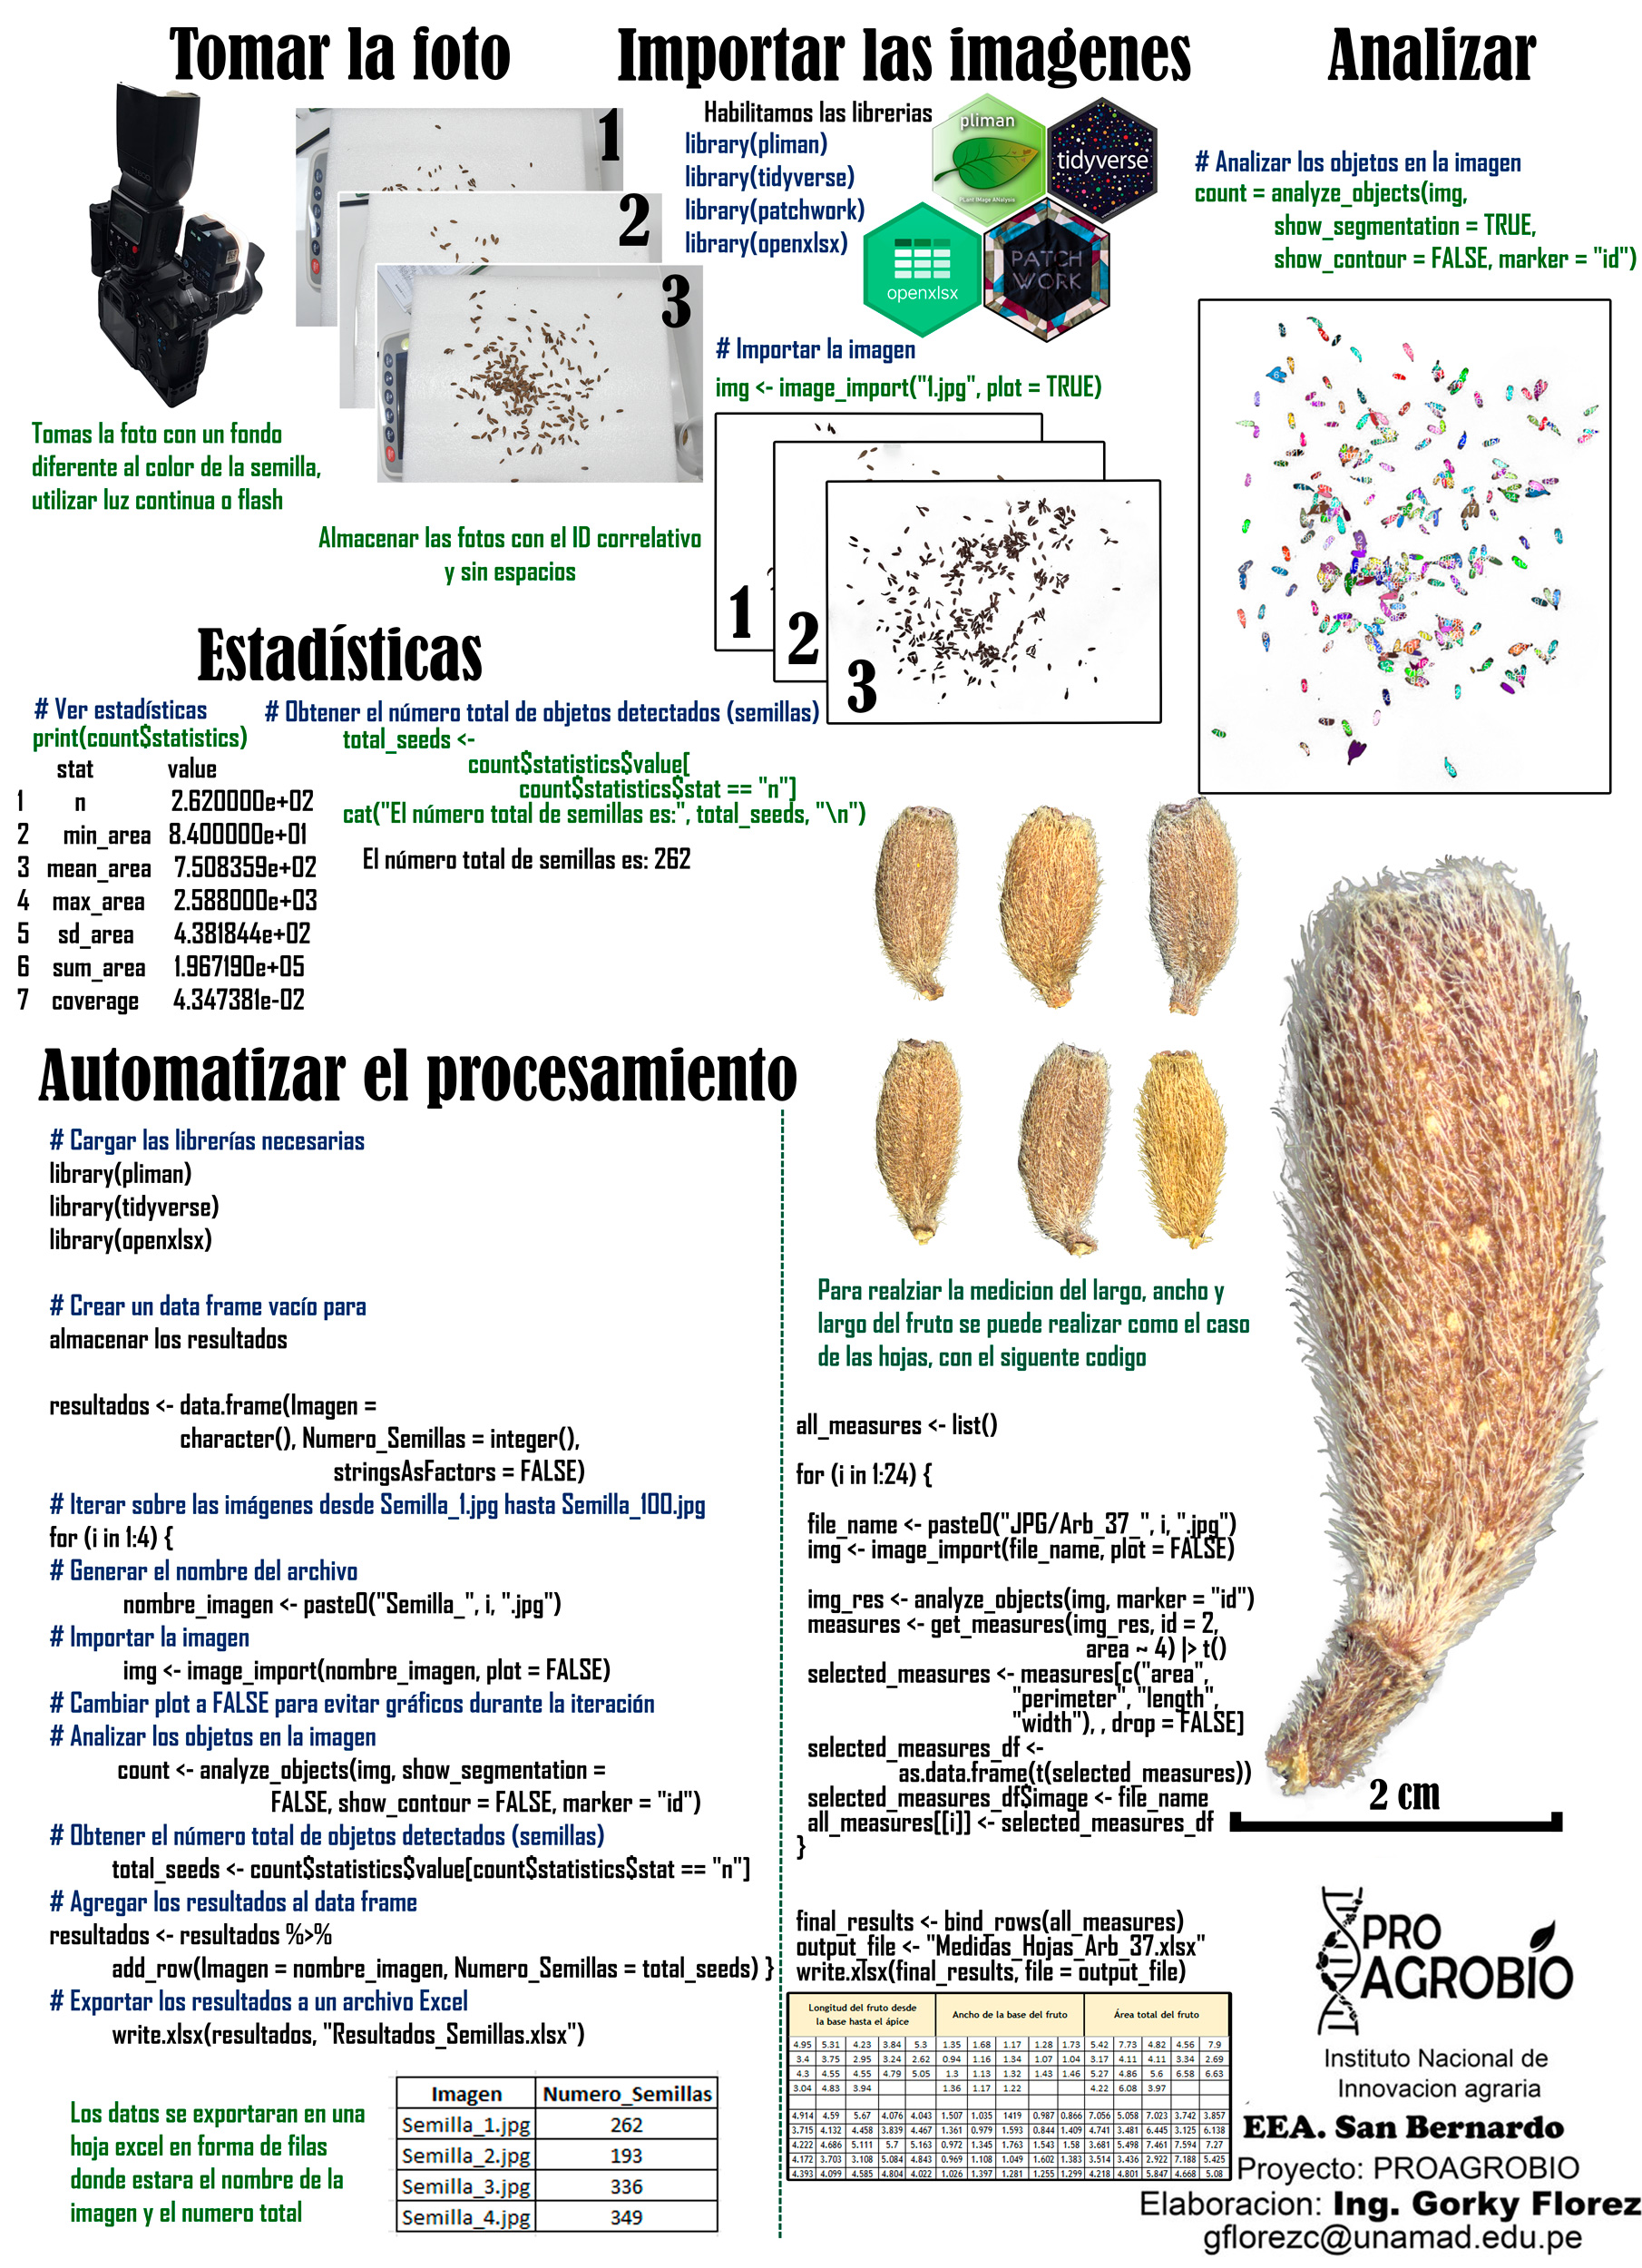 Tomar la foto
1
2
3
Tomas la foto con un fondo
diferente al color de la semilla,
utilizar luz continua o flash
Almacenar las fotos con el ID correlativo
y sin espacios
Importar las imagenes
Habilitamos las librerias
library(pliman)
library(tidyverse)
library(patchwork)
library(openxlsx)
pliman
PLant IMage ANalysis
tidyverse
openxlsx
PATCH
WORK
# Importar la imagen
img <- image_import("1.jpg", plot = TRUE)
1
2
3
Analizar
# Analizar los objetos en la imagen
count = analyze_objects(img,
show_segmentation = TRUE,
show_contour = FALSE, marker = "id")
Estadísticas
# Ver estadísticas
print(count$statistics)
stat value
1 n 2.620000e+02
2 min_area 8.400000e+01
3 mean_area 7.508359e+02
4 max_area 2.588000e+03
5 sd_area 4.381844e+02
6 sum_area 1.967190e+05
7 coverage 4.347381e-02
# Obtener el número total de objetos detectados (semillas)
total_seeds <-
count$statistics$value[
count$statistics$stat == "n"]
cat("El número total de semillas es:", total_seeds, "\n")
El número total de semillas es: 262
Automatizar el procesamiento
# Cargar las librerías necesarias
library(pliman)
library(tidyverse)
library(openxlsx)
# Crear un data frame vacío para
almacenar los resultados
resultados <- data.frame(Imagen =
character(), Numero_Semillas = integer(),
stringsAsFactors = FALSE)
# Iterar sobre las imágenes desde Semilla_1.jpg hasta Semilla_100.jpg
for (i in 1:4) {
# Generar el nombre del archivo
nombre_imagen <- paste0("Semilla_", i, ".jpg")
# Importar la imagen
img <- image_import(nombre_imagen, plot = FALSE)
# Cambiar plot a FALSE para evitar gráficos durante la iteración
# Analizar los objetos en la imagen
count <- analyze_objects(img, show_segmentation =
FALSE, show_contour = FALSE, marker = "id")
# Obtener el número total de objetos detectados (semillas)
total_seeds <- count$statistics$value[count$statistics$stat == "n"]
# Agregar los resultados al data frame
resultados <- resultados %>%
add_row(Imagen = nombre_imagen, Numero_Semillas = total_seeds) }
# Exportar los resultados a un archivo Excel
write.xlsx(resultados, "Resultados_Semillas.xlsx")
Los datos se exportaran en una
hoja excel en forma de filas
donde estara el nombre de la
imagen y el numero total
Imagen Numero_Semillas
Semilla_1.jpg 262
Semilla_2.jpg 193
Semilla_3.jpg 336
Semilla_4.jpg 349
Para realziar la medicion del largo, ancho y
largo del fruto se puede realizar como el caso
de las hojas, con el siguente codigo
all_measures <- list()
for (i in 1:24) {
file_name <- paste0("JPG/Arb_37_", i, ".jpg")
img <- image_import(file_name, plot = FALSE)
img_res <- analyze_objects(img, marker = "id")
measures <- get_measures(img_res, id = 2,
area ~ 4) |> t()
selected_measures <- measures[c("area",
"perimeter", "length",
"width"), , drop = FALSE]
selected_measures_df <-
as.data.frame(t(selected_measures))
selected_measures_df$image <- file_name
all_measures[[i]] <- selected_measures_df
}
final_results <- bind_rows(all_measures)
output_file <- "Medidas_Hojas_Arb_37.xlsx"
write.xlsx(final_results, file = output_file)
Longitud del fruto desde
la base hasta el ápice
Ancho de la base del fruto
Área total del fruto
4.95 5.31 4.23 3.84 5.3 1.35 1.68 1.17 1.28 1.73 5.42 7.73 4.82 4.56 7.9
3.4 3.75 2.95 3.24 2.62 0.94 1.16 1.34 1.07 1.04 3.17 4.11 4.11 3.34 2.69
4.3 4.55 4.55 4.79 5.05 1.3 1.13 1.32 1.43 1.46 5.27 4.86 5.6 6.58 6.63
3.04 4.83 3.94 1.36 1.17 1.22 4.22 6.08 3.97
4.914 4.59 5.67 4.076 4.043 1.507 1.035 1419 0.987 0.866 7.056 5.058 7.023 3.742 3.857
3.715 4.132 4.458 3.839 4.467 1.361 0.979 1.593 0.844 1.409 4.741 3.481 6.445 3.125 6.138
4.222 4.686 5.111 5.7 5.163 0.972 1.345 1.763 1.543 1.58 3.681 5.498 7.461 7.594 7.27
4.172 3.703 3.108 5.084 4.843 0.969 1.108 1.049 1.602 1.383 3.514 3.436 2.922 7.188 5.425
4.393 4.099 4.585 4.804 4.022 1.026 1.397 1.281 1.255 1.299 4.218 4.801 5.847 4.668 5.08
2 cm
PRO
AGROBIO
Instituto Nacional de
Innovacion agraria
EEA. San Bernardo
Proyecto: PROAGROBIO
Elaboracion: Ing. Gorky Florez
gflorezc@unamad.edu.pe